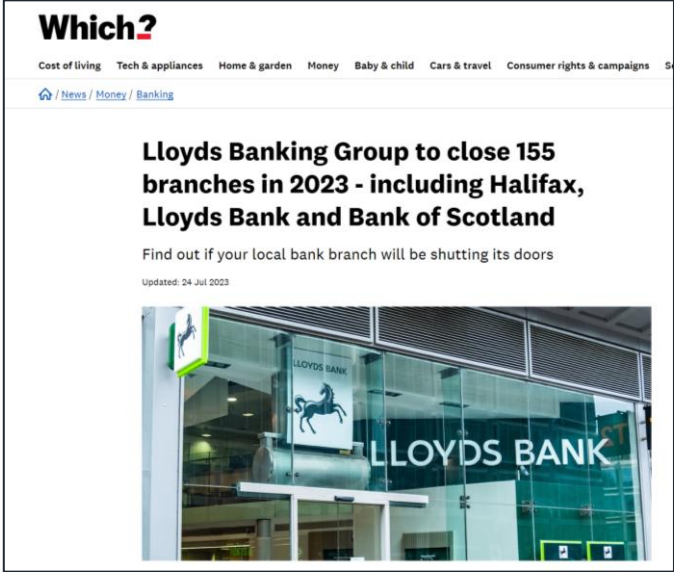 Which?
Cost of living Tech & appliances Home & garden Money Baby & child Cars & travel Consumer rights & campaigns
/ News / Money / Banking
Lloyds Banking Group to close 155
branches in 2023 - including Halifax,
Lloyds Bank and Bank of Scotland
Find out if your local bank branch will be shutting its doors
Updated: 24 Jul 2023
LLOYDS BANK
LLOYDS BANK